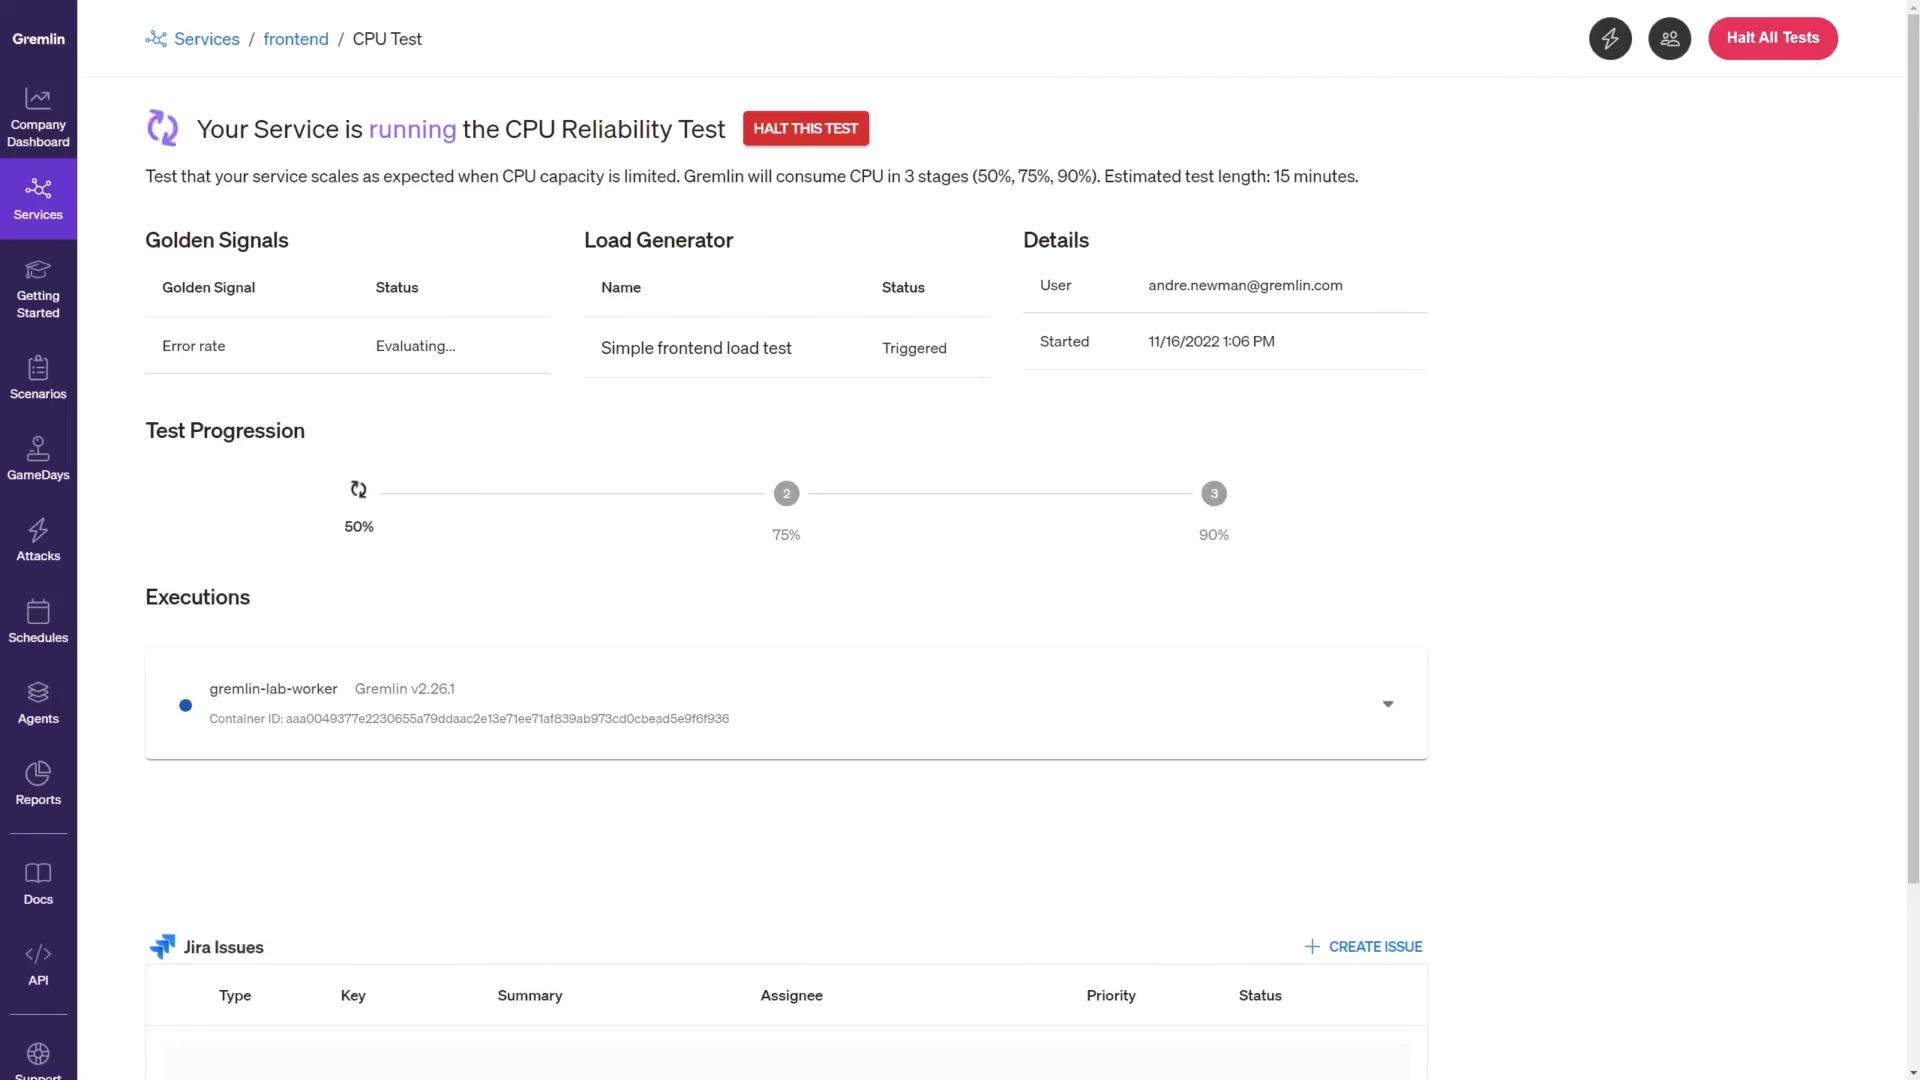 Gremlin
Company
Dashboard
Services
Getting
Started
Scenarios
GameDays
Attacks
Schedules
Agents
Reports
Docs
API
Support
Services / frontend / CPU Test
Halt All Tests
Your Service is running the CPU Reliability Test
HALT THIS TEST
Test that your service scales as expected when CPU capacity is limited. Gremlin will consume CPU in 3 stages (50%, 75%, 90%). Estimated test length: 15 minutes.
Golden Signals
Golden Signal Status
Error rate Evaluating...
Load Generator
Name Status
Simple frontend load test Triggered
Details
User andre.newman@gremlin.com
Started 11/16/2022 1:06 PM
Test Progression
2 3
50% 75% 90%
Executions
gremlin-lab-worker Gremlin v2.26.1
Container ID: aaa0049377e2230655a79ddaac2e13e71ee71af839ab973cd0cbead5e9f6f936
Jira Issues
CREATE ISSUE
Type Key Summary Assignee Priority Status